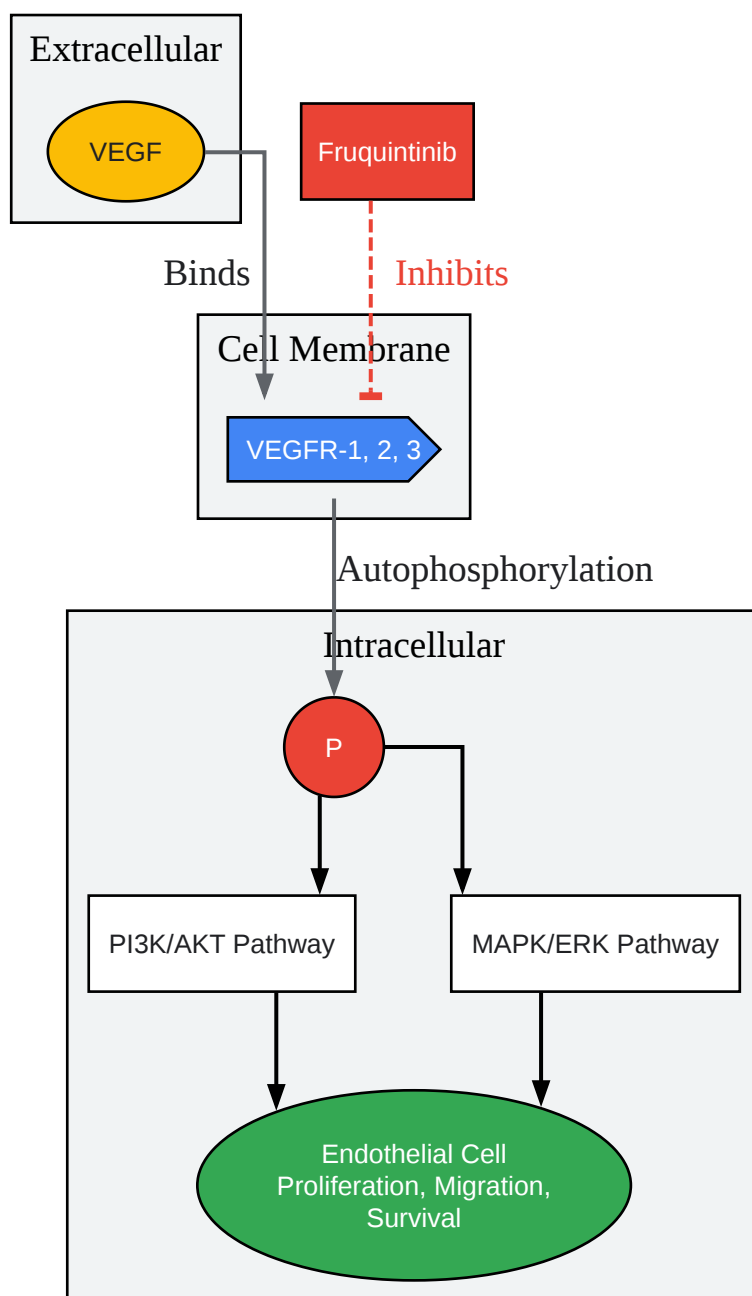 Extracellular
VEGF
Fruquintinib
Binds
Inhibits
Cell Membrane
VEGFR-1, 2, 3
Autophosphorylation
Intracellular
P
PI3K/AKT Pathway
MAPK/ERK Pathway
Endothelial Cell
Proliferation, Migration,
Survival